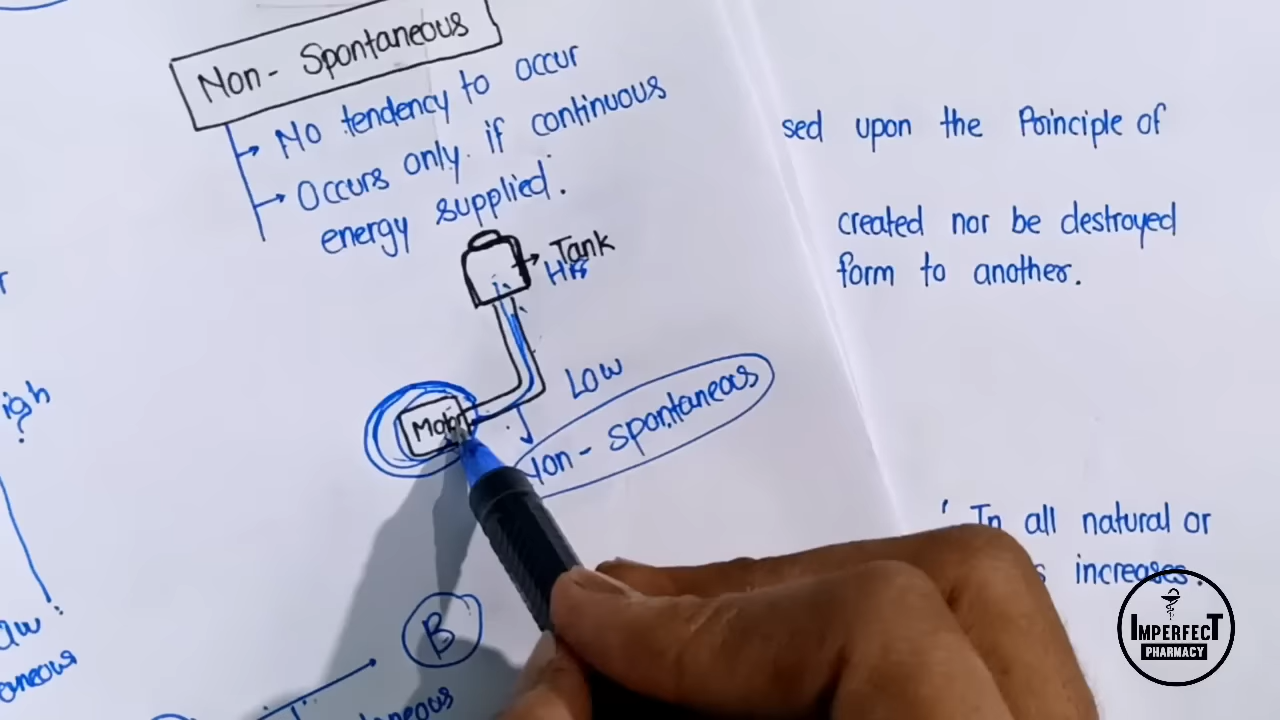 Non- Spontaneous
No tendency to occur
Occurs only if continuous
energy supplied.
Tank
Low
Motor
Non - spontaneous
B
sed upon the Principle of
created nor be destroyed
form to another.
In all natural or
increases.
IMPERFECT
PHARMACY